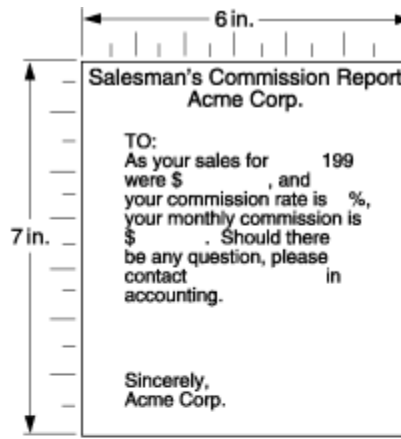 6 in.
Salesman's Commission Report
Acme Corp.
TO:
As your sales for 199
were $ , and
your commission rate is %,
your monthly commission is
$ . Should there
be any question, please
contact in
accounting.
7 in.
Sincerely,
Acme Corp.